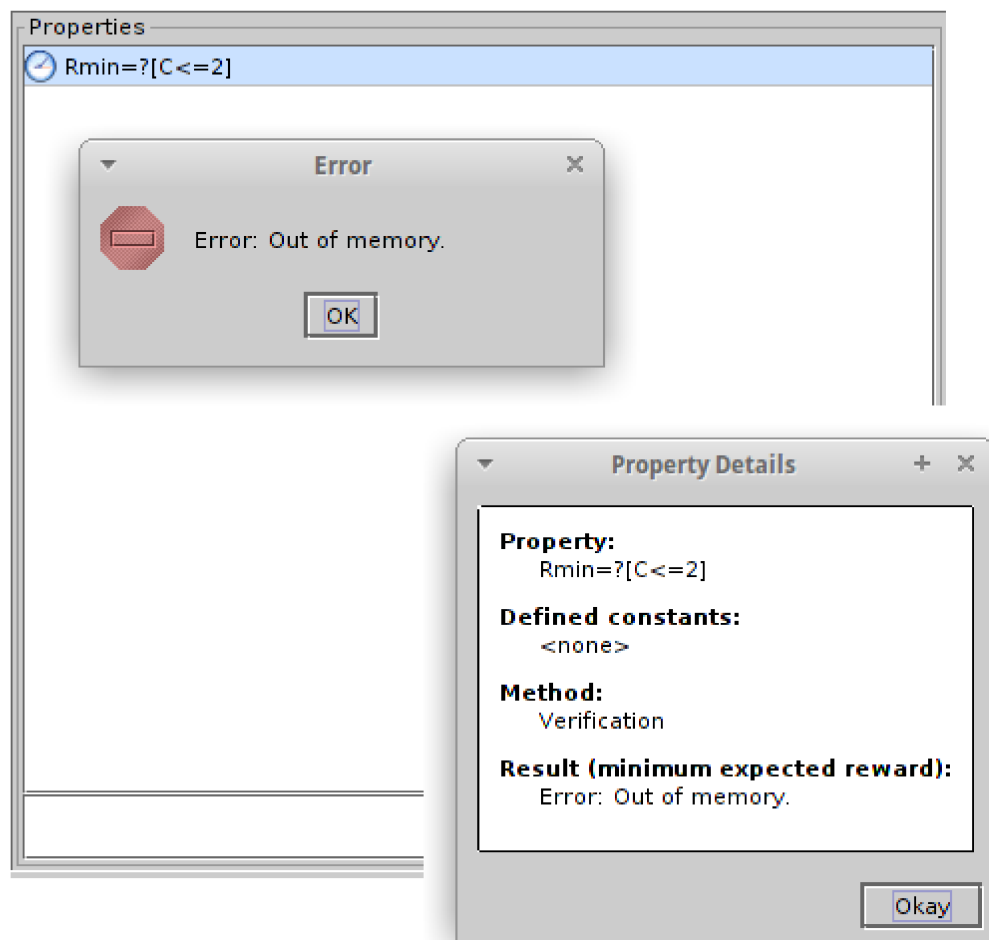 Properties
Rmin=?[C<=2]
Error
Error: Out of memory.
OK
Property Details
Property:
Rmin=?[C<=2]
Defined constants:
<none>
Method:
Verification
Result (minimum expected reward):
Error: Out of memory.
Okay